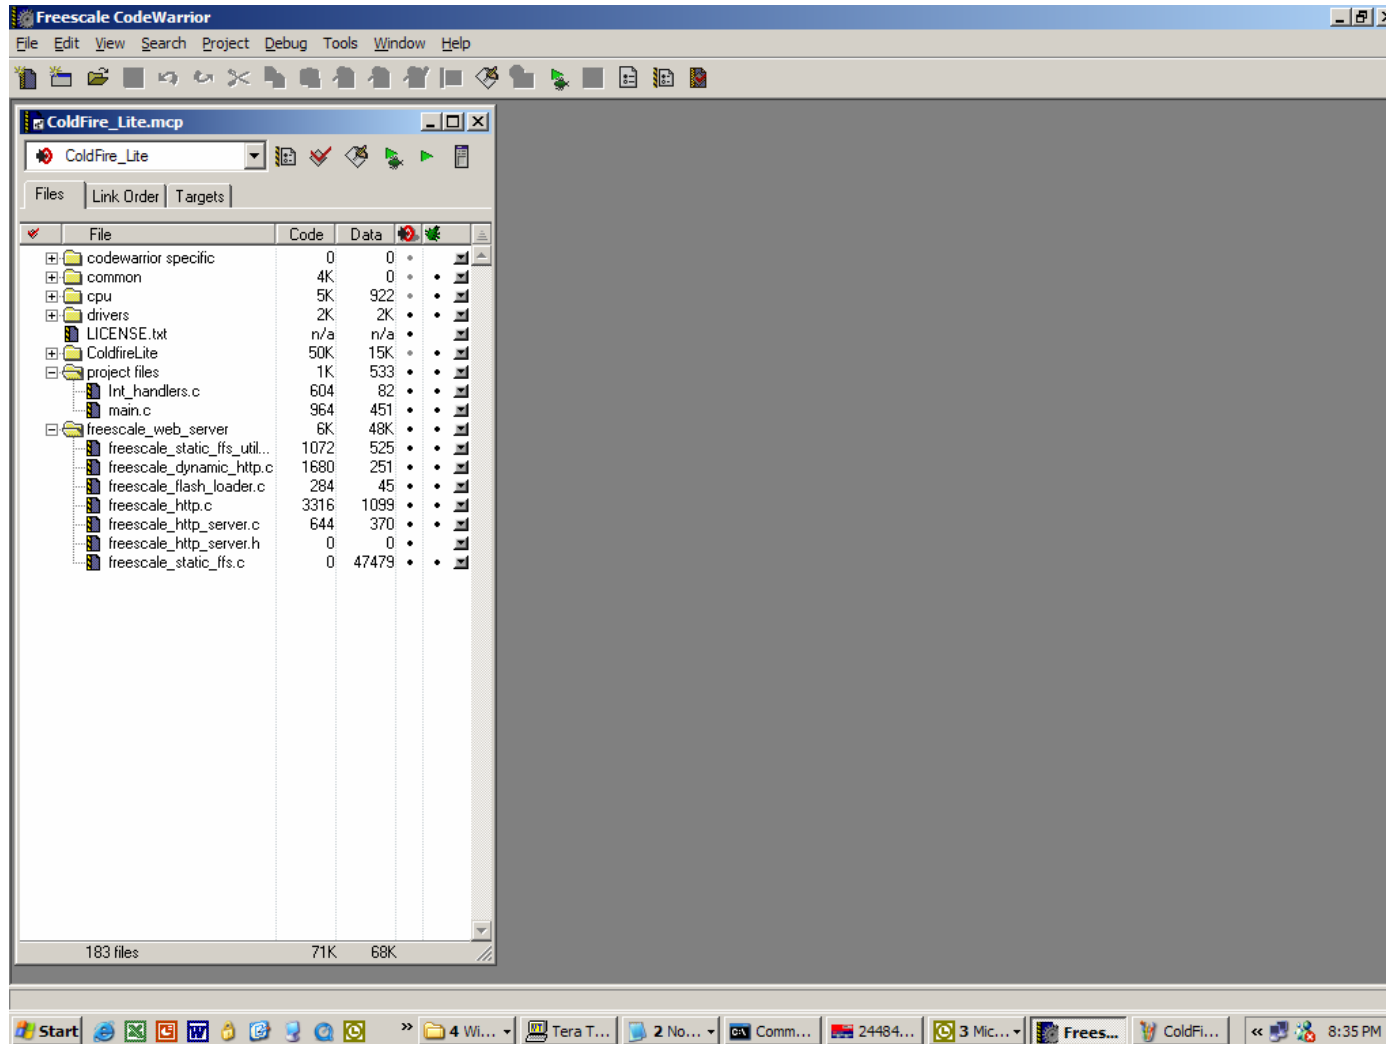 Freescale CodeWarrior
File Edit View Search Project Debug Tools Window Help
ColdFire_Lite.mcp
ColdFire_Lite
Files Link Order Targets
File Code Data
codewarrior specific 0 0
common 4K 0
cpu 5K 922
drivers 2K 2K
LICENSE.txt n/a n/a
ColdfireLite 50K 15K
project files 1K 533
Int_handlers.c 604 82
main.c 964 451
freescale_web_server 6K 48K
freescale_static_ffs_util... 1072 525
freescale_dynamic_http.c 1680 251
freescale_flash_loader.c 284 45
freescale_http.c 3316 1099
freescale_http_server.c 644 370
freescale_http_server.h 0 0
freescale_static_ffs.c 0 47479
183 files 71K 68K
Start » 4 Wi... Tera T... 2 No... Comm... 24484... 3 Mic... Frees... ColdFi... « 8:35 PM